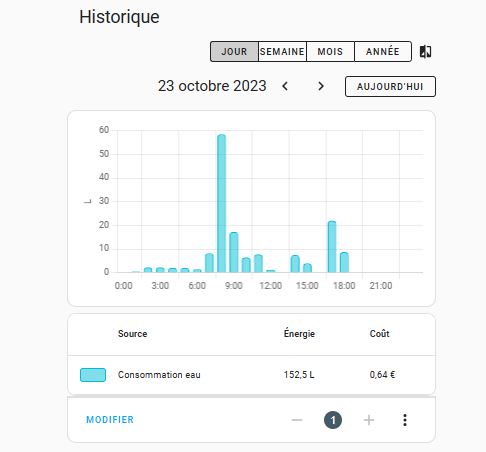 Historique
JOUR SEMAINE MOIS ANNÉE
23 octobre 2023 AUJOURD'HUI
60
50
40
30
20
10
0
L
0:00 3:00 6:00 9:00 12:00 15:00 18:00 21:00
Source Énergie Coût
Consommation eau 152,5 L 0,64 €
MODIFIER 1